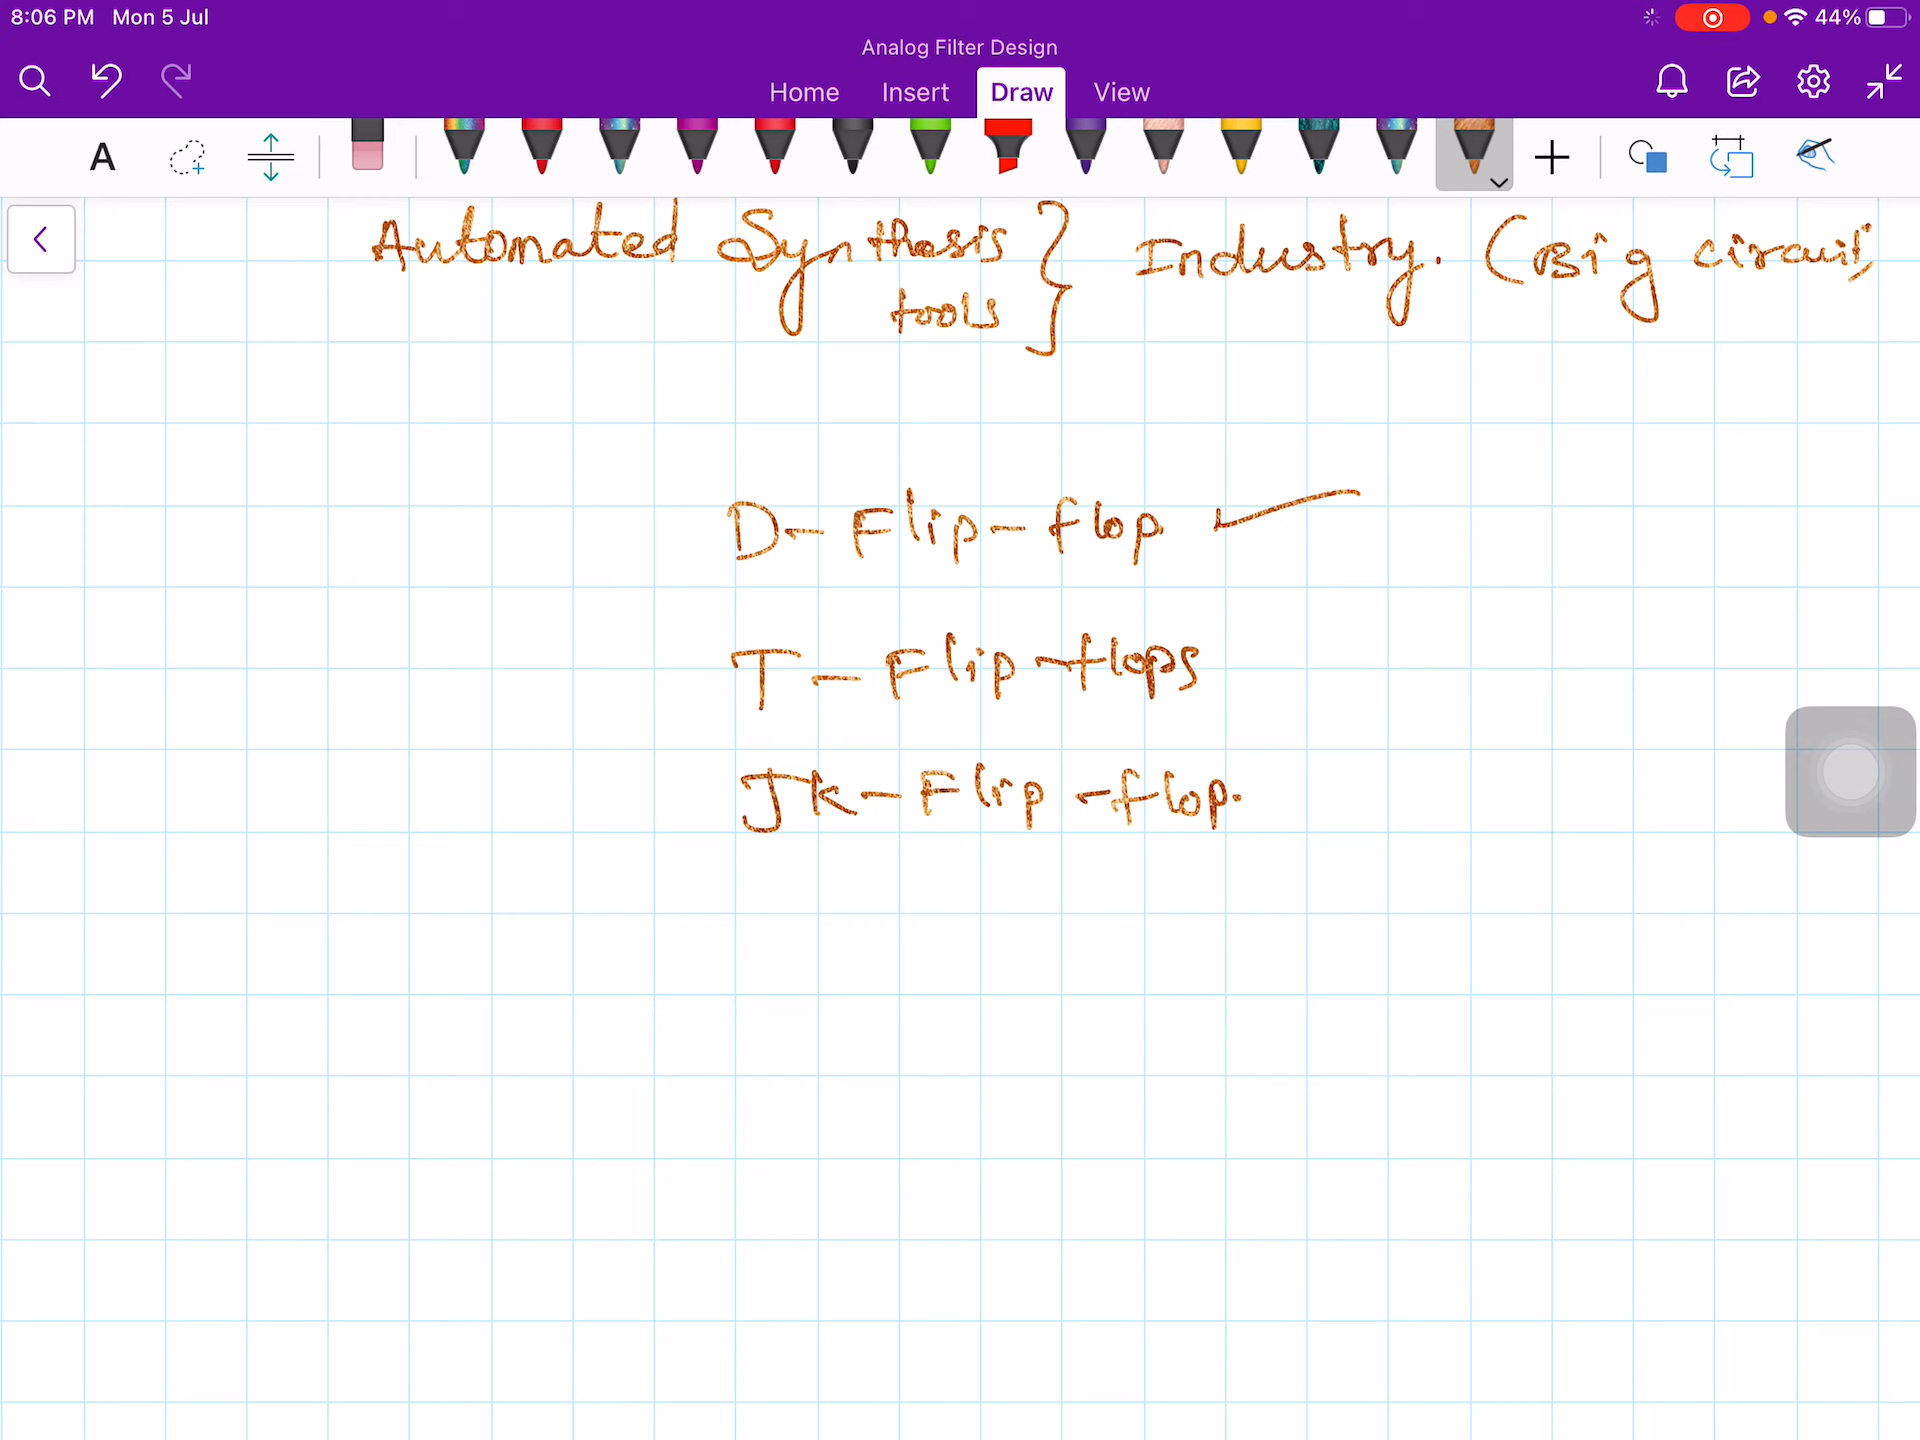 8:06 PM Mon 5 Jul
44%
Analog Filter Design
Home Insert Draw View
A
Automated Synthesis } Industry. (Big circuit)
tools
D- Flip- flop ✓
T - Flip -flops
Jk - Flip -flop.